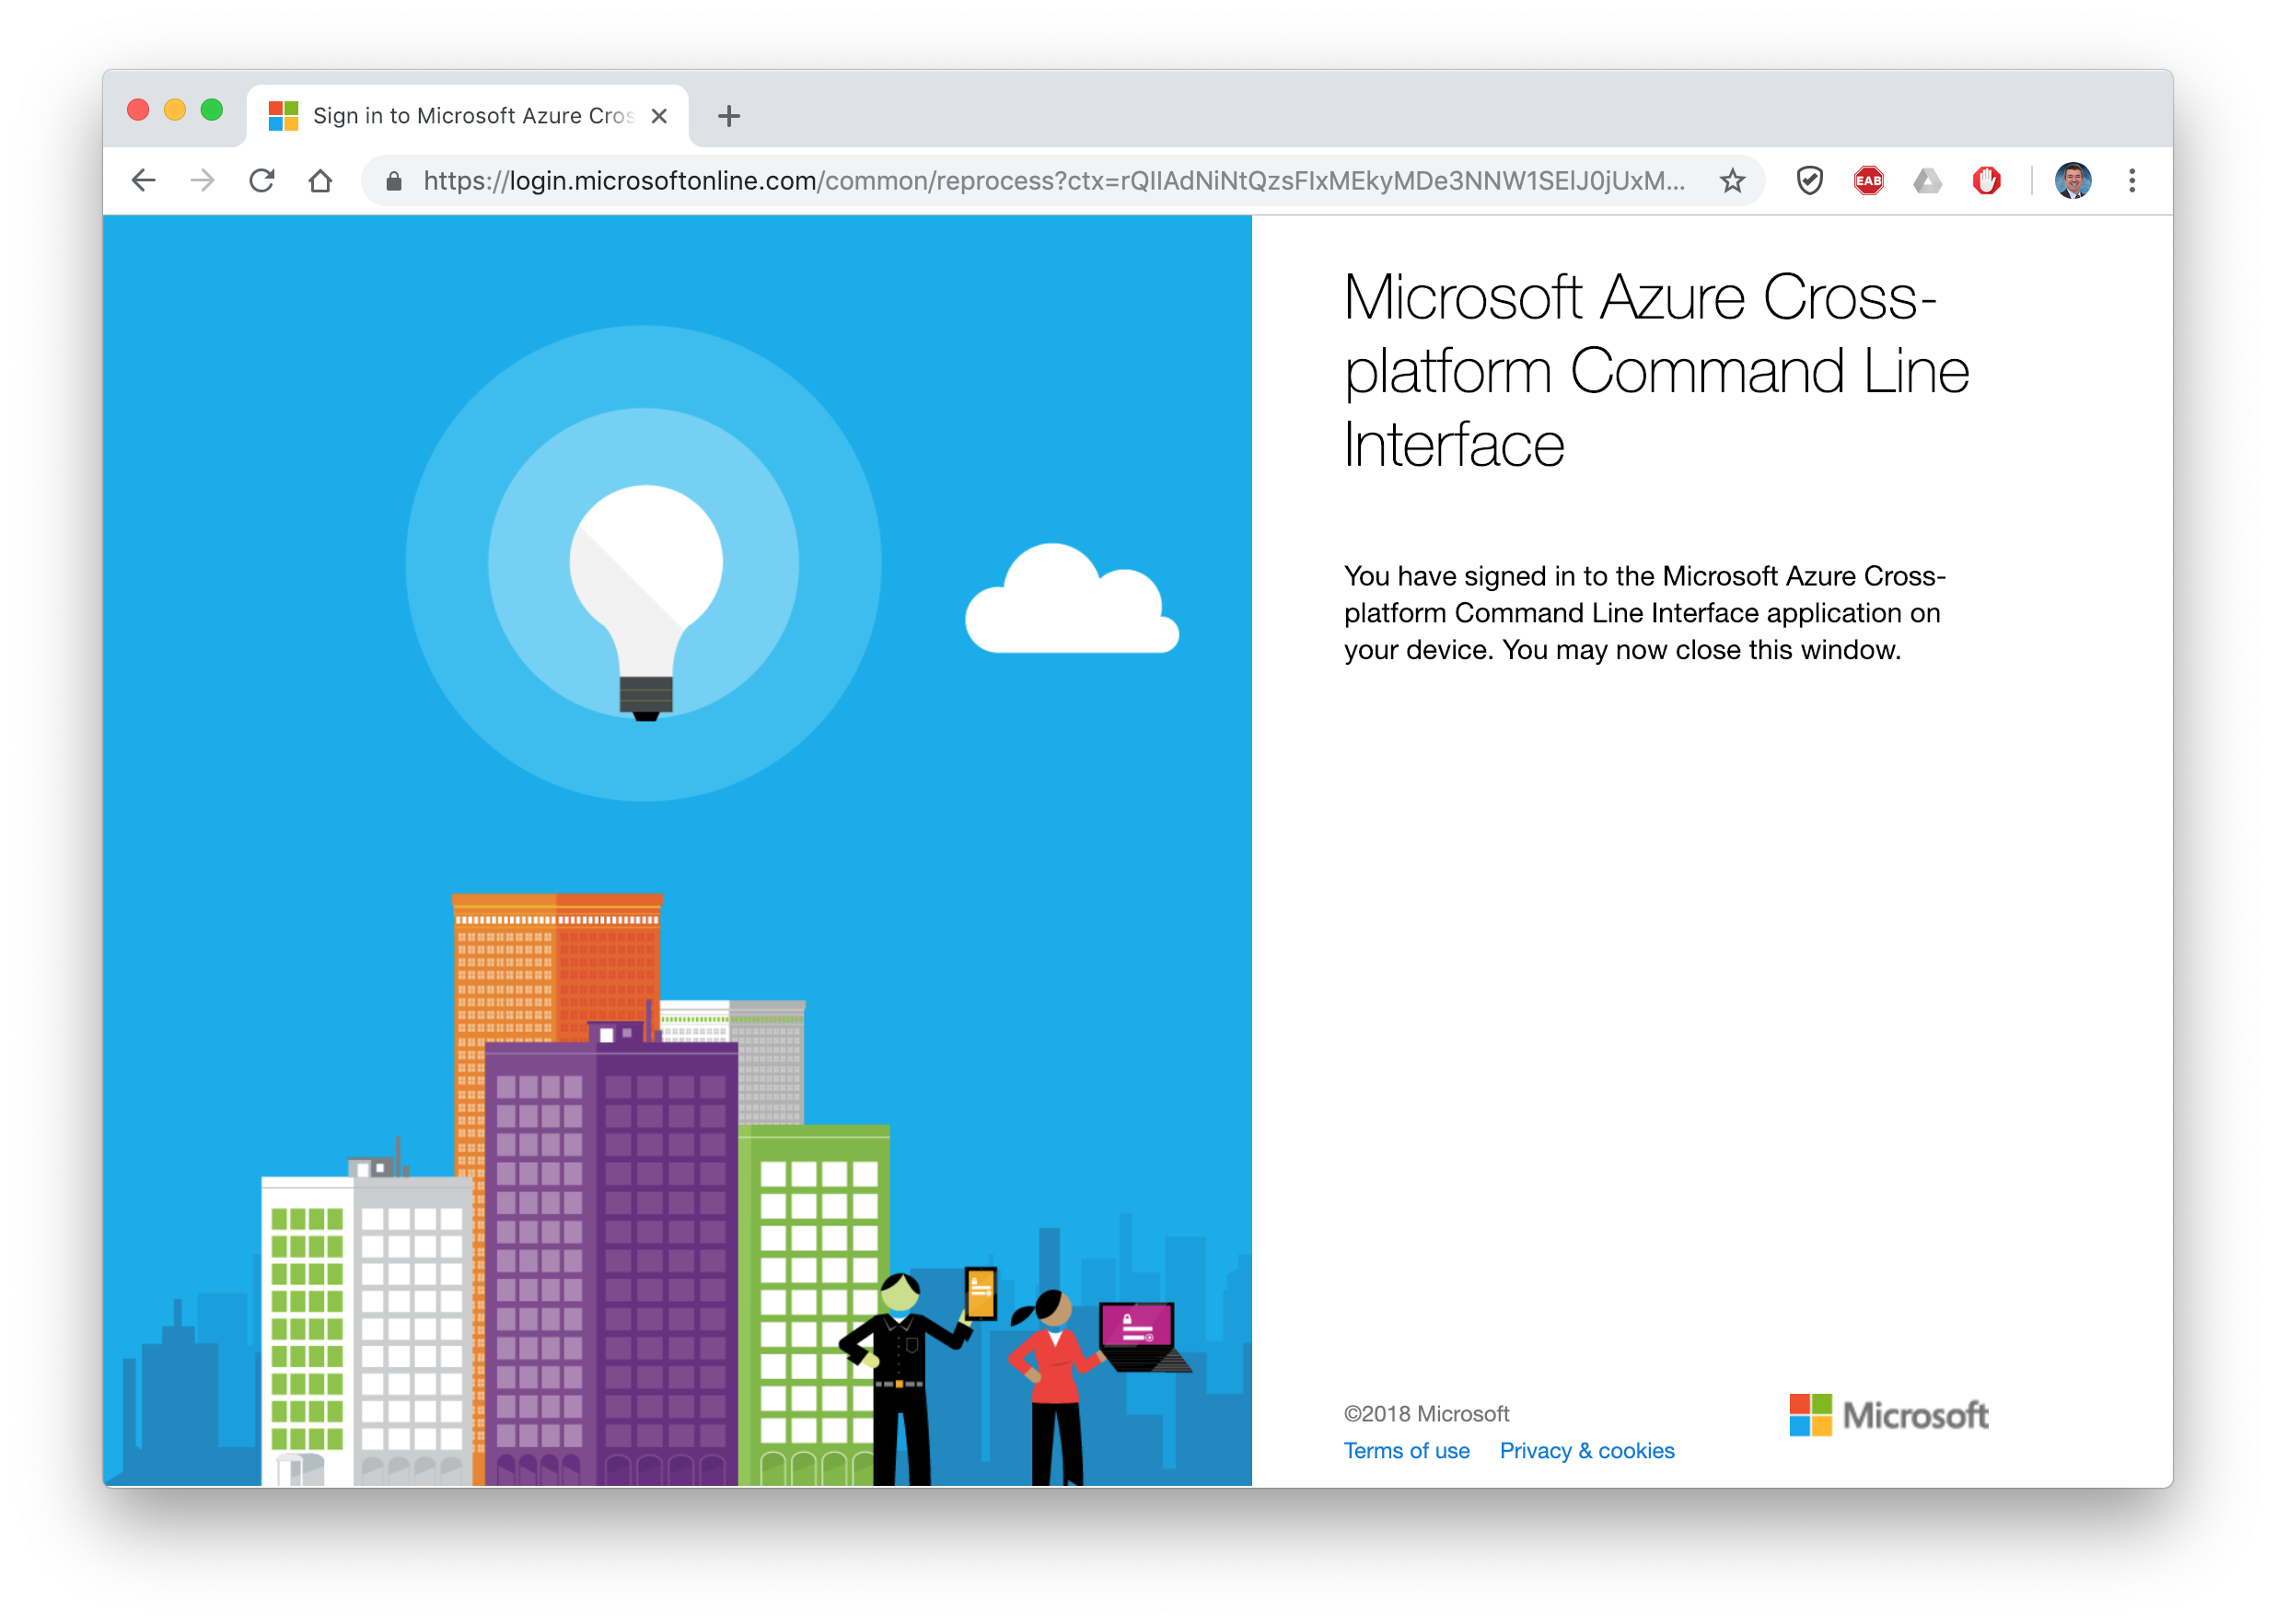 Sign in to Microsoft Azure Cros
https://login.microsoftonline.com/common/reprocess?ctx=rQIIAdNiNtQzsFIxMEkyMDe3NNW1SElJ0jUxM...
EAB
Microsoft Azure Cross-
platform Command Line
Interface
You have signed in to the Microsoft Azure Cross-
platform Command Line Interface application on
your device. You may now close this window.
©2018 Microsoft
Terms of use Privacy & cookies
Microsoft